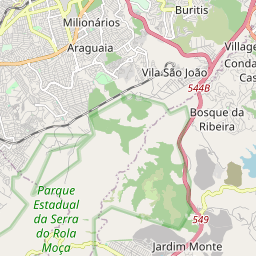 Milionários
Buritis
Araguaia
Village
Conda
Cas
Vila São João
544B
Bosque da
Ribeira
Parque
Estadual
da Serra
do Rola
Moça
549
Jardim Monte